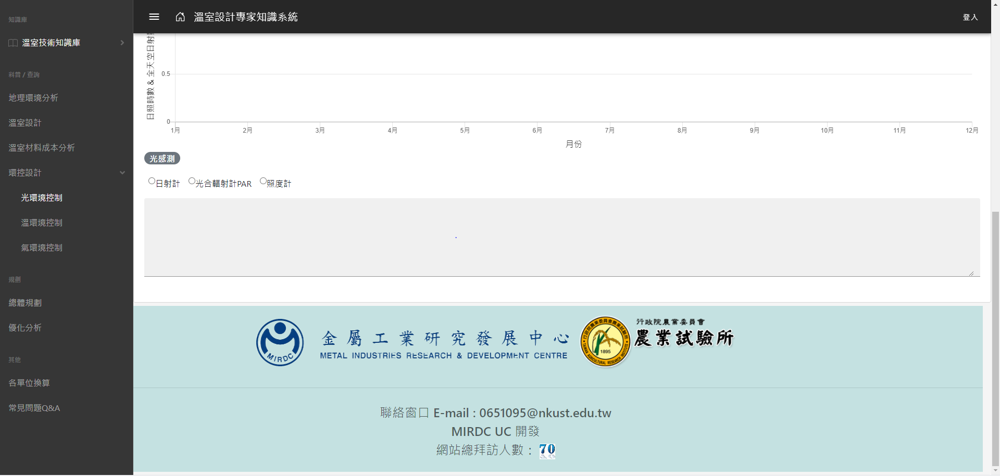 知識庫
溫室技術知識庫
科普 / 查詢
地理環境分析
溫室設計
溫室材料成本分析
環控設計
光環境控制
溫環境控制
氣環境控制
規劃
總體規劃
優化分析
其他
各單位換算
常見問題Q&A
溫室設計專家知識系統
登入
日照時數 & 全天空日射
0.5
0
1月 2月 3月 4月 5月 6月 7月 8月 9月 10月 11月 12月
月份
光感測
日射計 光合輻射計PAR 照度計
MIRDC
金屬工業研究發展中心
METAL INDUSTRIES RESEARCH & DEVELOPMENT CENTRE
1895
行政院農業委員會
農業試驗所
聯絡窗口 E-mail : 0651095@nkust.edu.tw
MIRDC UC 開發
網站總拜訪人數： 70